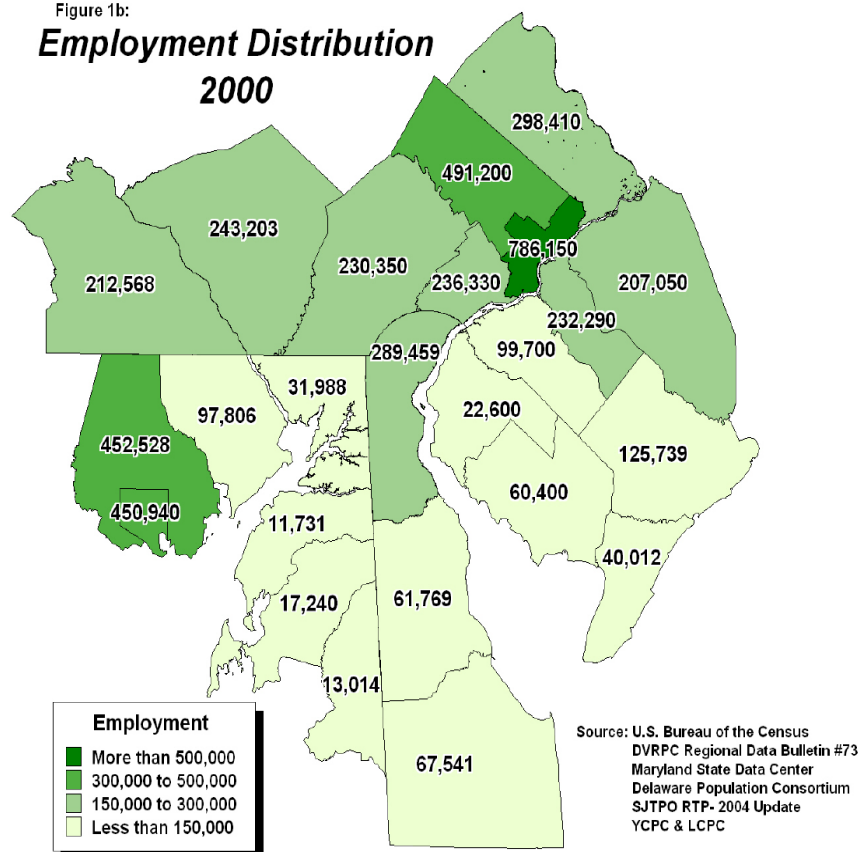 Figure 1b:
Employment Distribution
2000
298,410
491,200
243,203
786,150
230,350
212,568
236,330
207,050
232,290
289,459
99,700
31,988
97,806
22,600
452,528
125,739
60,400
450,940
11,731
40,012
17,240
61,769
13,014
67,541
Employment
More than 500,000
300,000 to 500,000
150,000 to 300,000
Less than 150,000
Source: U.S. Bureau of the Census
DVRPC Regional Data Bulletin #73
Maryland State Data Center
Delaware Population Consortium
SJTPO RTP- 2004 Update
YCPC & LCPC